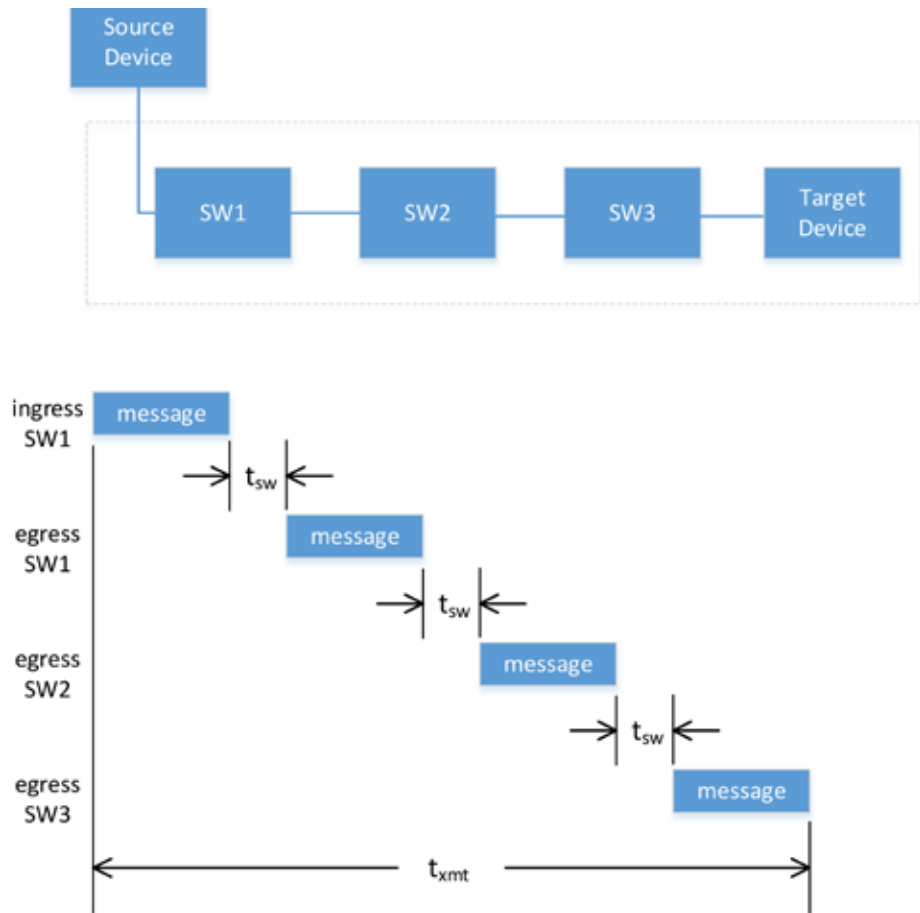 Source
Device
SW1
SW2
SW3
Target
Device
ingress
SW1
message
tsw
egress
SW1
message
tsw
egress
SW2
message
tsw
egress
SW3
message
txmt